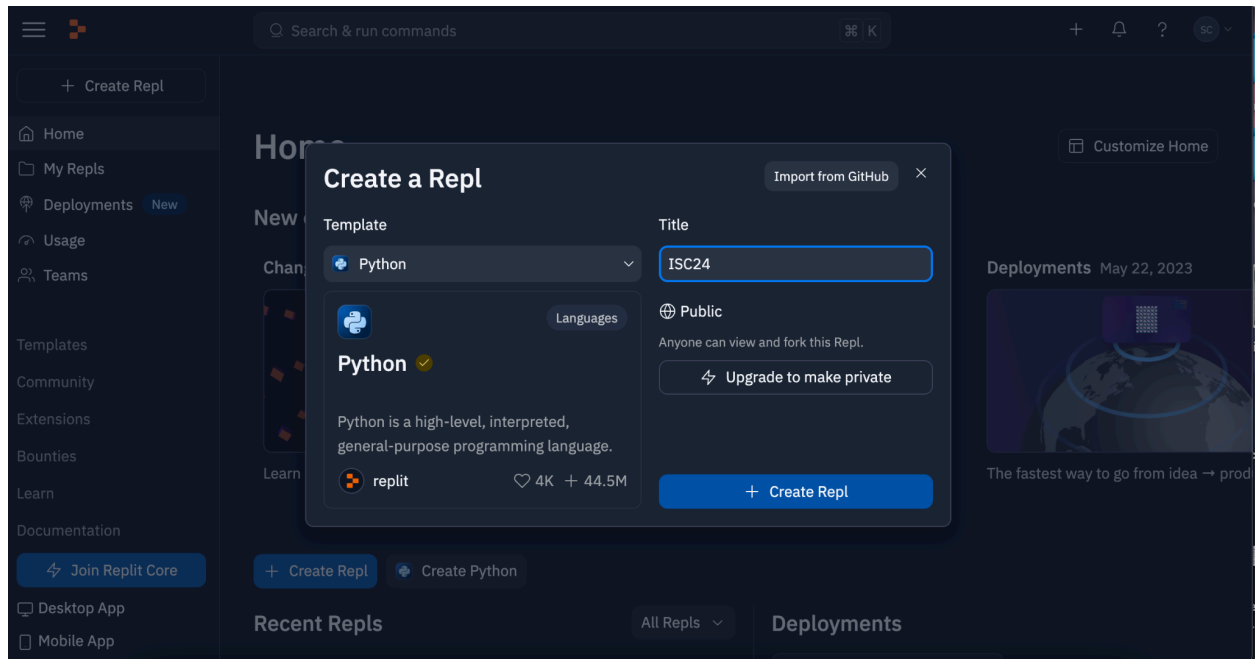 Search & run commands
⌘ K
+
?
SC
+ Create Repl
Home
My Repls
Deployments New
Usage
Teams
Templates
Community
Extensions
Bounties
Learn
Documentation
Join Replit Core
Desktop App
Mobile App
Customize Home
New
Deployments May 22, 2023
Learn
The fastest way to go from idea → prod
Create a Repl
Import from GitHub
Template
Title
Python
ISC24
Languages
Python
Public
Anyone can view and fork this Repl.
Upgrade to make private
Python is a high-level, interpreted,
general-purpose programming language.
replit
4K + 44.5M
+ Create Repl
+ Create Repl
Create Python
Recent Repls
All Repls
Deployments